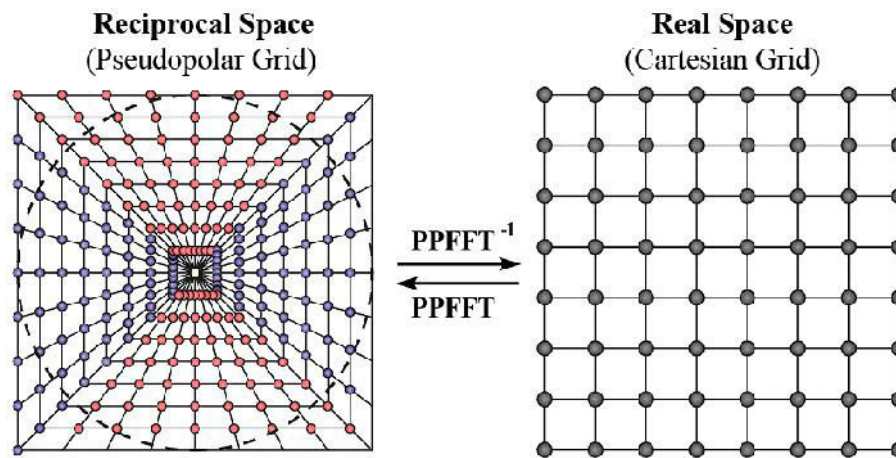 Reciprocal Space
(Pseudopolar Grid)
Real Space
(Cartesian Grid)
PPFFT -1
PPFFT